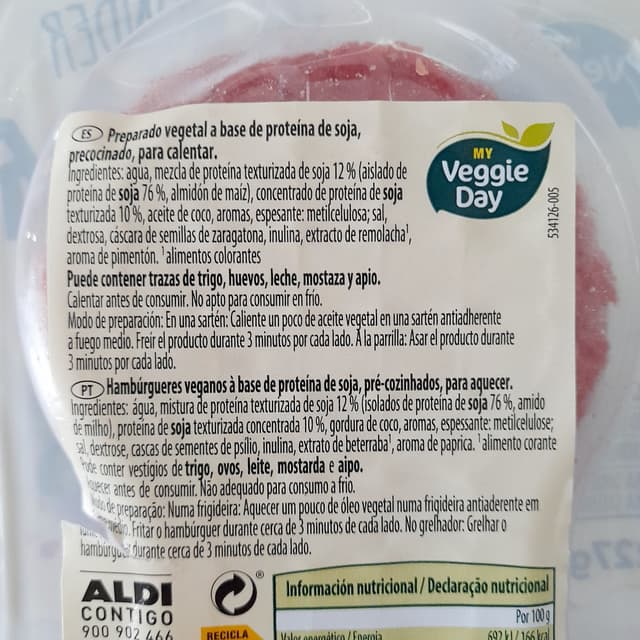 ES Preparado vegetal a base de proteína de soja,
precocinado, para calentar.
Ingredientes: agua, mezcla de proteína texturizada de soja 12 % (aislado de
proteína de soja 76 %, almidón de maíz), concentrado de proteína de soja
texturizada 10 %, aceite de coco, aromas, espesante: metilcelulosa; sal,
dextrosa, cáscara de semillas de zaragatona, inulina, extracto de remolacha¹,
aroma de pimentón. ¹alimentos colorantes
Puede contener trazas de trigo, huevos, leche, mostaza y apio.
Calentar antes de consumir. No apto para consumir en frío.
Modo de preparación: En una sartén: Caliente un poco de aceite vegetal en una sartén antiadherente
a fuego medio. Freir el producto durante 3 minutos por cada lado. A la parrilla: Asar el producto durante
3 minutos por cada lado.
MY
Veggie
Day
534126-005
PT Hambúrgueres veganos à base de proteína de soja, pré-cozinhados, para aquecer.
Ingredientes: água, mistura de proteína texturizada de soja 12 % (isolados de proteína de soja 76 %, amido
de milho), proteína de soja texturizada concentrada 10 %, gordura de coco, aromas, espessante: metilcelulose;
sal, dextrose, cascas de sementes de psílio, inulina, extrato de beterraba¹, aroma de paprica. ¹alimento corante
Pode conter vestígios de trigo, ovos, leite, mostarda e aipo.
Aquecer antes de consumir. Não adequado para consumo a frio.
de preparação: Numa frigideira: Aquecer um pouco de óleo vegetal numa frigideira antiaderente em
Fritar o hambúrguer durante cerca de 3 minutos de cada lado. No grelhador: Grelhar o
hambúrguer durante cerca de 3 minutos de cada lado.
ALDI
CONTIGO
900 902 466
®
RECICLA
Información nutricional / Declaração nutricional
Por 100 g
Valor energético / Energia 692 kJ / 166 kcal